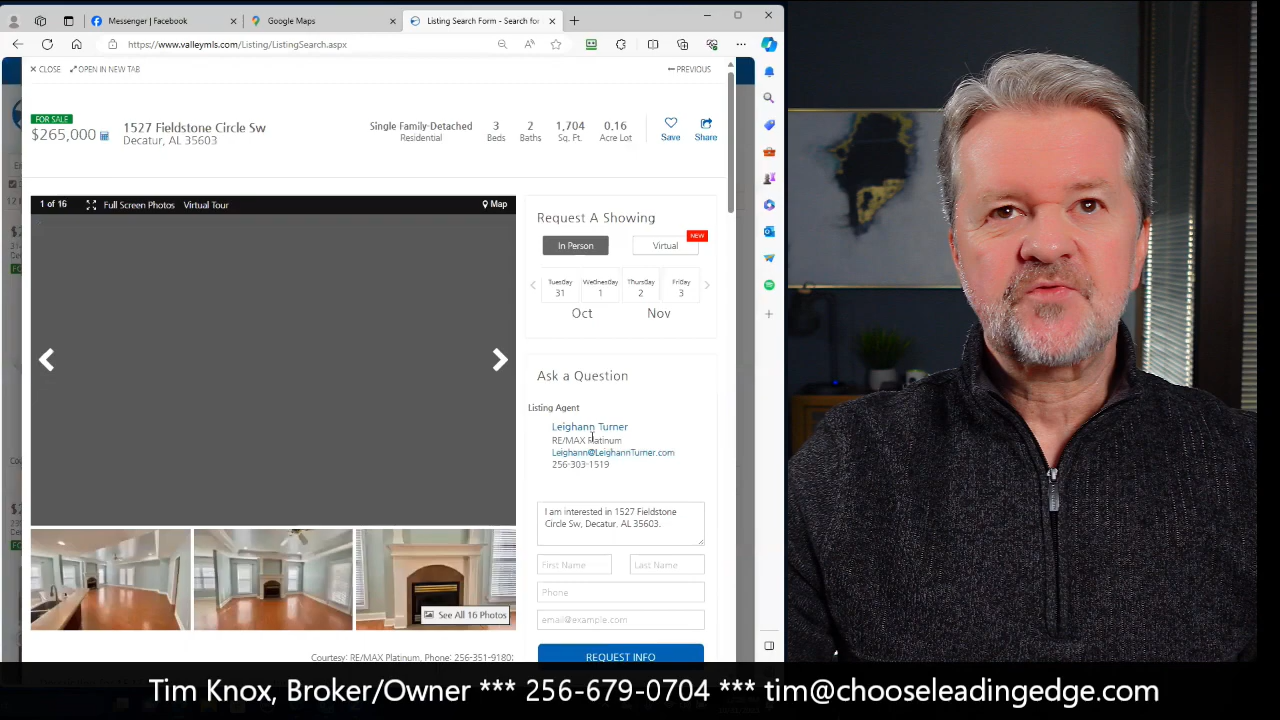 Messenger | Facebook
Google Maps
Listing Search Form - Search for
https://www.valleymls.com/Listing/ListingSearch.aspx
CLOSE
OPEN IN NEW TAB
PREVIOUS
FOR SALE
$265,000
1527 Fieldstone Circle Sw
Decatur, AL 35603
Single Family-Detached
Residential
3
Beds
2
Baths
1,704
Sq. Ft.
0.16
Acre Lot
Save
Share
1 of 16
Full Screen Photos
Virtual Tour
Map
Request A Showing
In Person
Virtual
NEW
Tuesday
31
Wednesday
1
Thursday
2
Friday
3
Oct
Nov
Ask a Question
Listing Agent
Leighann Turner
RE/MAX Platinum
Leighann@LeighannTurner.com
256-303-1519
I am interested in 1527 Fieldstone
Circle Sw, Decatur, AL 35603.
First Name
Last Name
Phone
email@example.com
See All 16 Photos
REQUEST INFO
Courtesy: RE/MAX Platinum, Phone: 256-351-9180;
Tim Knox, Broker/Owner *** 256-679-0704 *** tim@chooseleadingedge.com